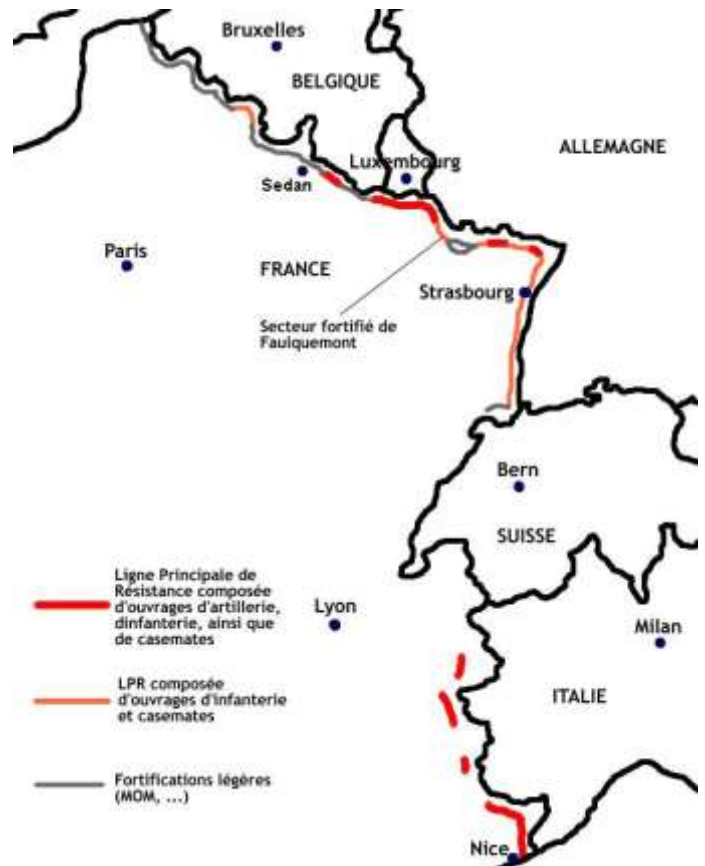 Bruxelles
BELGIQUE
ALLEMAGNE
Luxembourg
Sedan
Paris
FRANCE
Strasbourg
Secteur fortifié de
Faulquemont
Bern
SUISSE
Ligne Principale de
Résistance composée
d'ouvrages d'artillerie,
dinfanterie, ainsi que
de casemates
Lyon
Milan
LPR composée
d'ouvrages d'infanterie
et casemates
ITALIE
Fortifications légères
(MOM, ...)
Nice